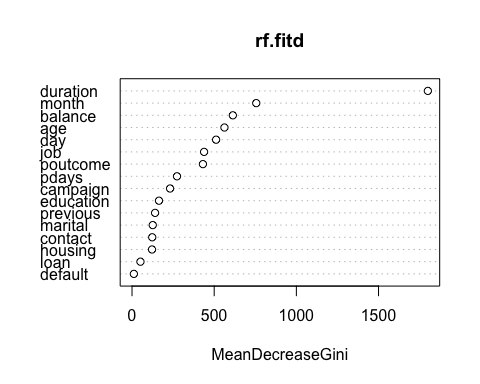 rf.fitd
duration
month
balance
age
day
job
poutcome
pdays
campaign
education
previous
marital
contact
housing
loan
default
0 500 1000 1500
MeanDecreaseGini